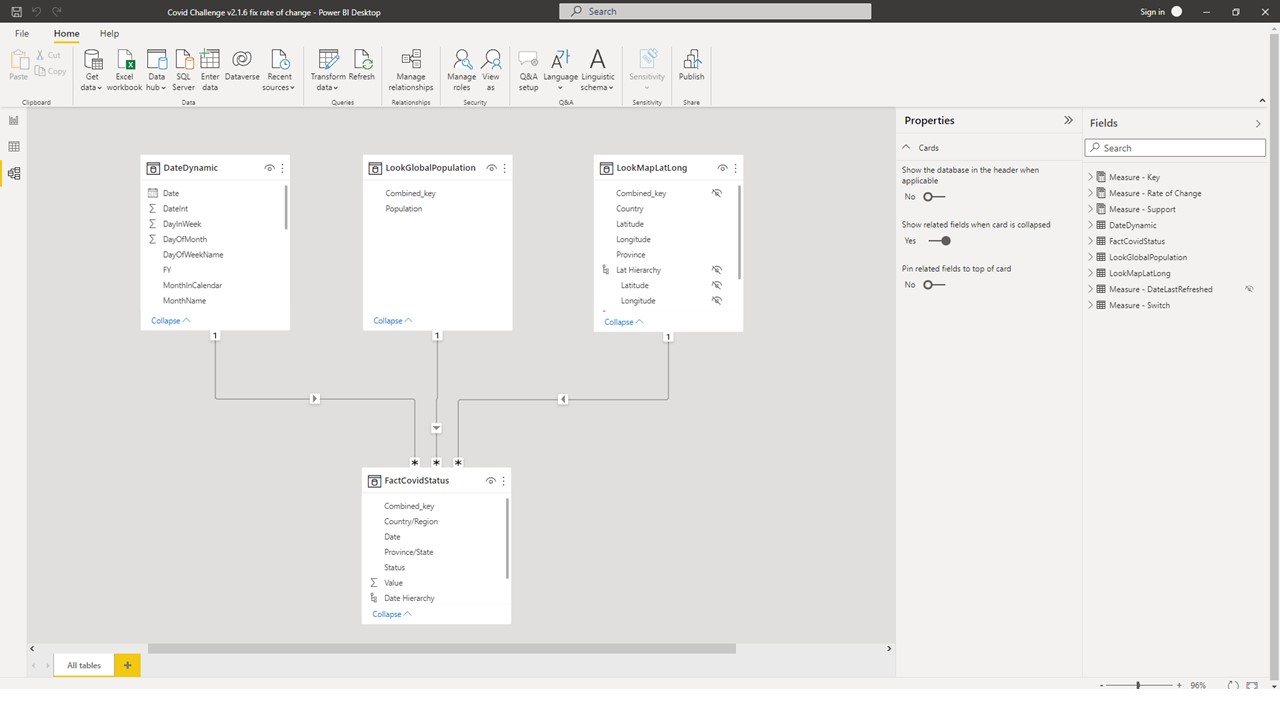 Covid Challenge v2.1.6 fix rate of change - Power BI Desktop
Search
Sign in
File Home Help
Paste
Cut
Copy
Get data
Excel workbook
Data hub
SQL Server
Enter data
Dataverse
Recent sources
Transform data
Refresh
Manage relationships
Manage roles
View as
Q&A setup
Language
Linguistic schema
Sensitivity
Publish
Clipboard
Data
Queries
Relationships
Security
Q&A
Sensitivity
Share
DateDynamic
Date
DateInt
DayInWeek
DayOfMonth
DayOfWeekName
FY
MonthInCalendar
MonthName
Collapse
1
LookGlobalPopulation
Combined_key
Population
Collapse
1
LookMapLatLong
Combined_key
Country
Latitude
Longitude
Province
Lat Hierarchy
Latitude
Longitude
Collapse
1
* * *
FactCovidStatus
Combined_key
Country/Region
Date
Province/State
Status
Value
Date Hierarchy
Collapse
Properties
Cards
Show the database in the header when
applicable
No
Show related fields when card is collapsed
Yes
Pin related fields to top of card
No
Fields
Search
Measure - Key
Measure - Rate of Change
Measure - Support
DateDynamic
FactCovidStatus
LookGlobalPopulation
LookMapLatLong
Measure - DateLastRefreshed
Measure - Switch
All tables
+
- + 96%